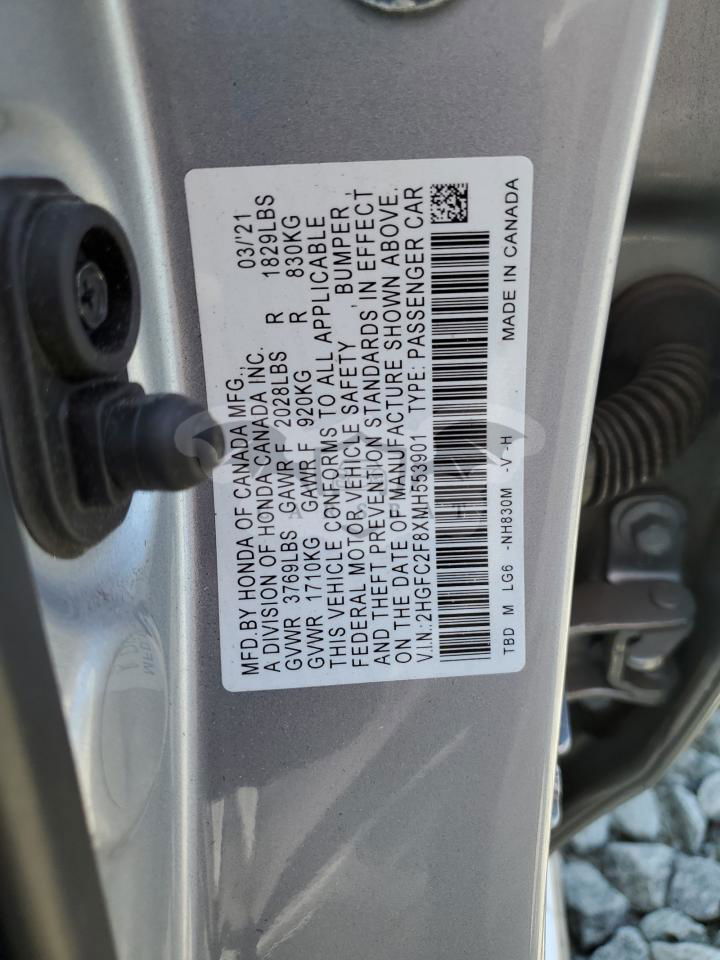 MFD.BY HONDA OF CANADA MFG., 03/'21
A DIVISION OF HONDA CANADA INC.
GVWR 3769LBS GAWR F 2028LBS R 1829LBS
GVWR 1710KG GAWR F 920KG R 830KG
THIS VEHICLE CONFORMS TO ALL APPLICABLE
FEDERAL MOTOR VEHICLE SAFETY , BUMPER ,
AND THEFT PREVENTION STANDARDS IN EFFECT
ON THE DATE OF MANUFACTURE SHOWN ABOVE.
V.I.N.:2HGFC2F8XMH553901 TYPE: PASSENGER CAR
TBD M LG6 -NH830M -V -H MADE IN CANADA